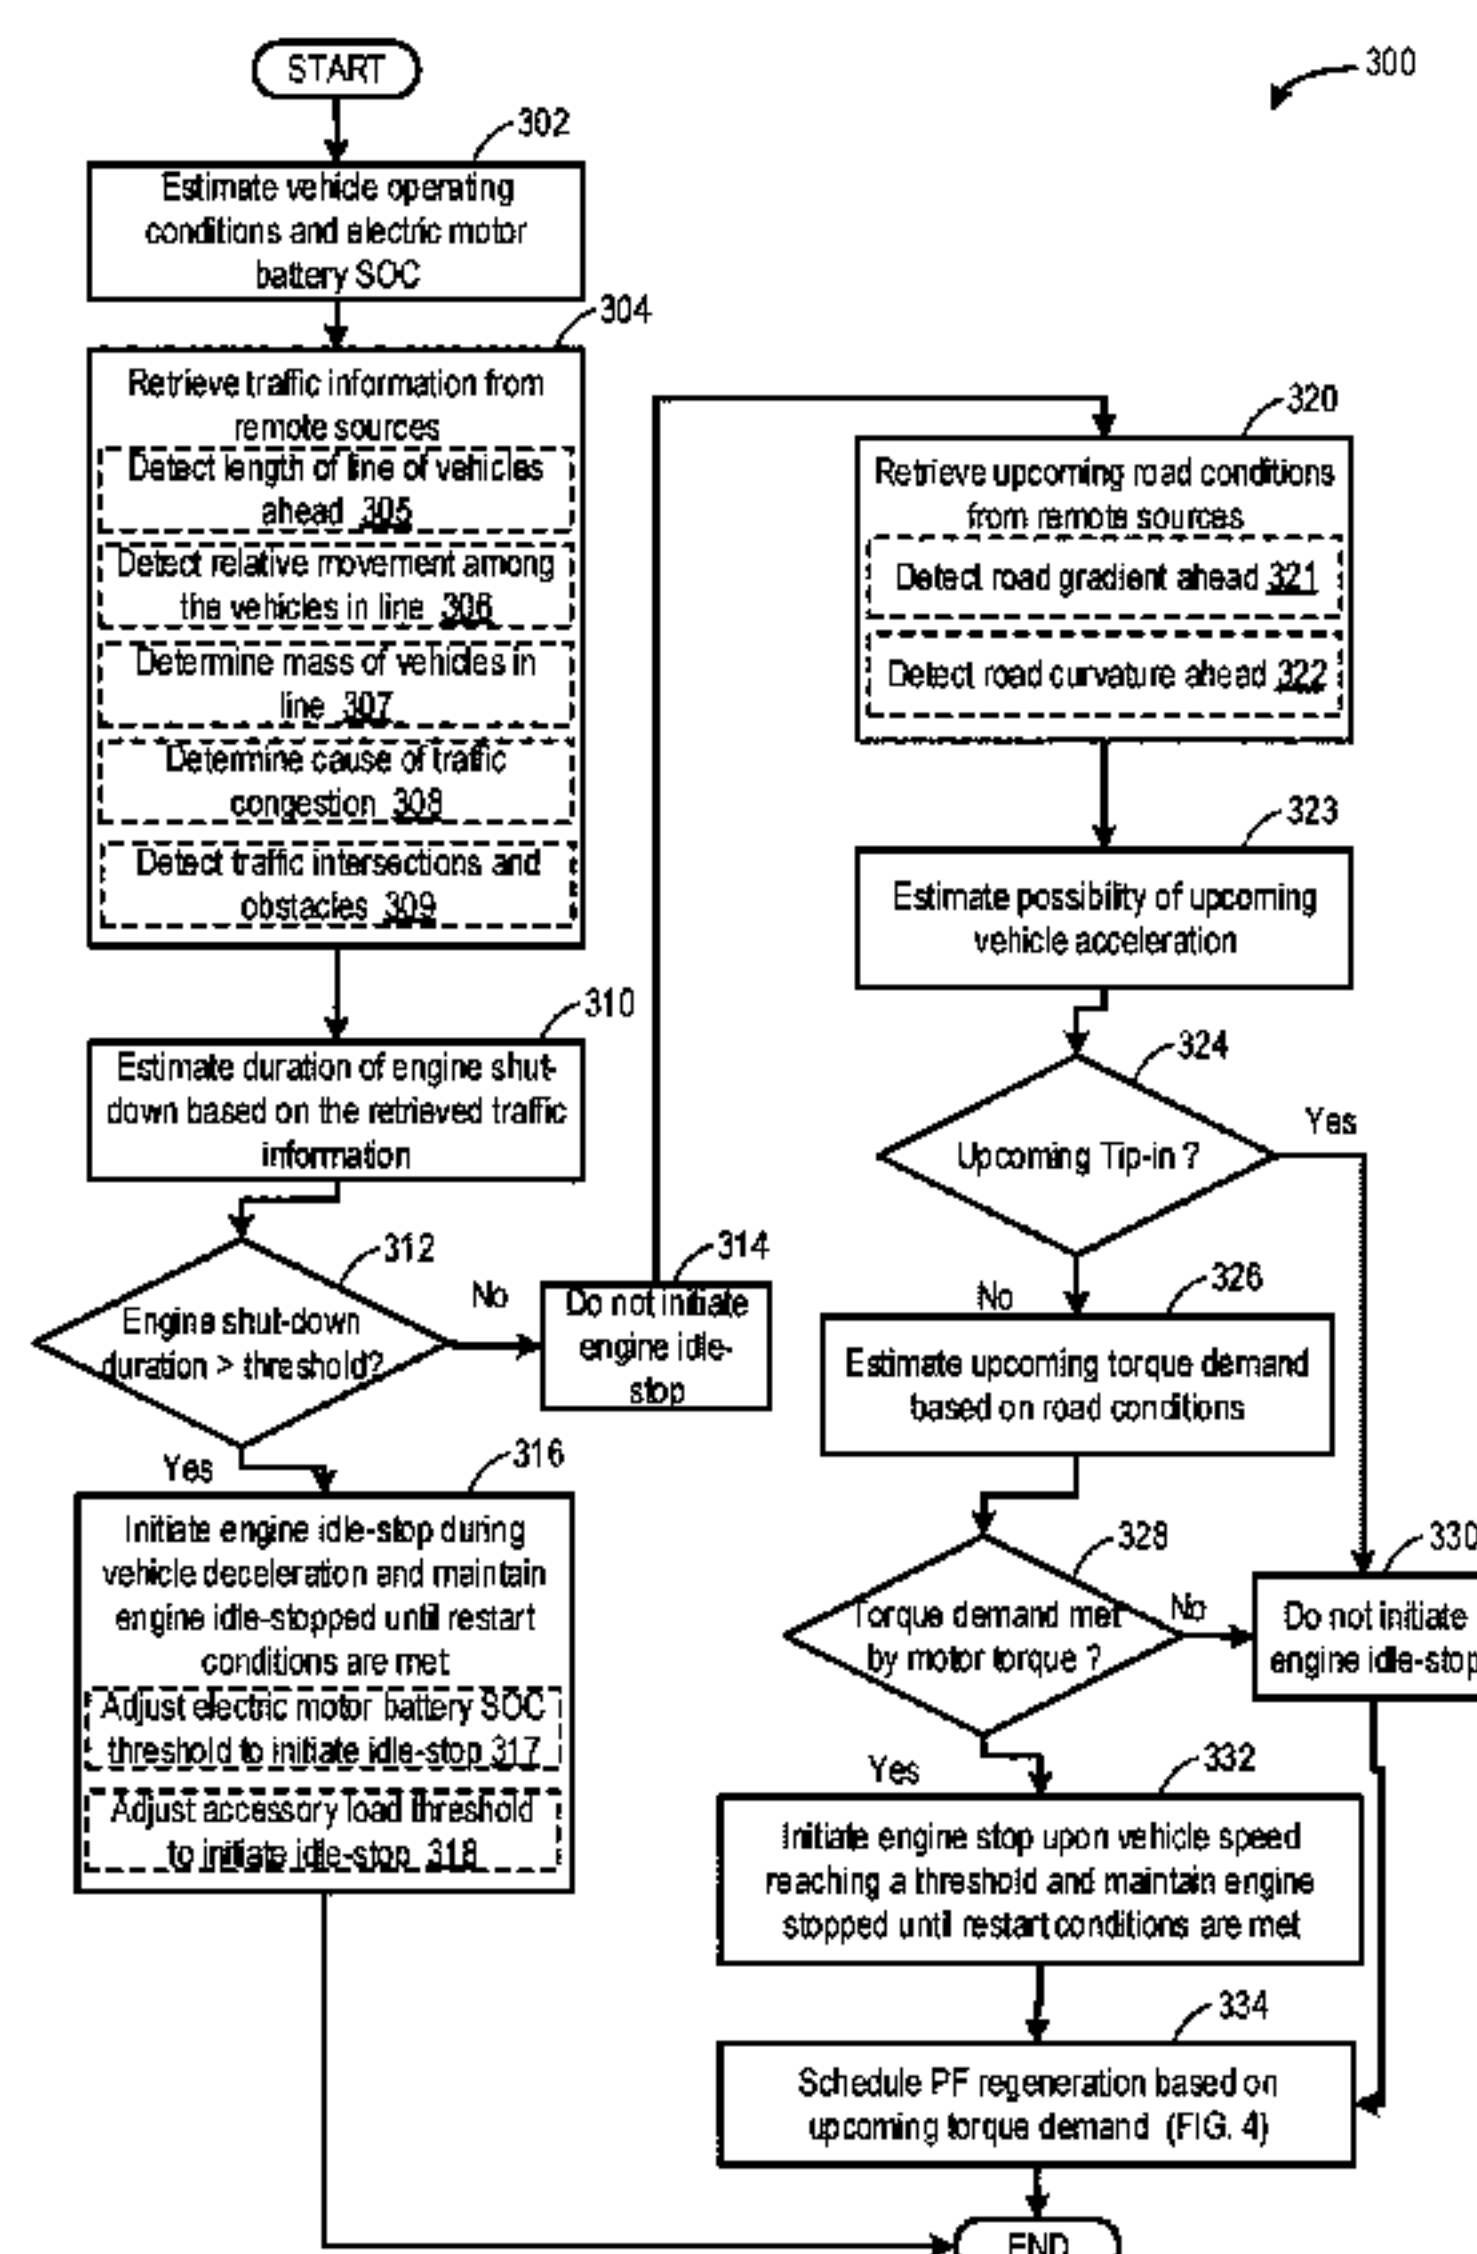 START
300
302
Estimate vehicle operating
conditions and electric motor
battery SOC
304
Retrieve traffic information from
remote sources
Detect length of line of vehicles
ahead 305
Detect relative movement among
the vehicles in line 306
Determine mass of vehicles in
line 307
Determine cause of traffic
congestion 308
Detect traffic intersections and
obstacles 309
310
Estimate duration of engine shut-
down based on the retrieved traffic
information
312
Engine shut-down
duration > threshold?
No
314
Do not initiate
engine idle-
stop
Yes
316
Initiate engine idle-stop during
vehicle deceleration and maintain
engine idle-stopped until restart
conditions are met
Adjust electric motor battery SOC
threshold to initiate idle-stop 317
Adjust accessory load threshold
to initiate idle-stop 318
320
Retrieve upcoming road conditions
from remote sources
Detect road gradient ahead 321
Detect road curvature ahead 322
323
Estimate possibility of upcoming
vehicle acceleration
324
Upcoming Tip-in ?
Yes
No
326
Estimate upcoming torque demand
based on road conditions
328
Torque demand met
by motor torque ?
No
330
Do not initiate
engine idle-stop
Yes
332
Initiate engine stop upon vehicle speed
reaching a threshold and maintain engine
stopped until restart conditions are met
334
Schedule PF regeneration based on
upcoming torque demand (FIG. 4)
END